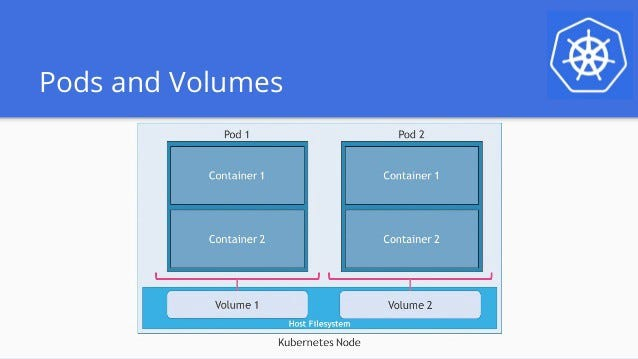 Pods and Volumes
Pod 1
Pod 2
Container 1
Container 1
Container 2
Container 2
Volume 1
Volume 2
Host Filesystem
Kubernetes Node